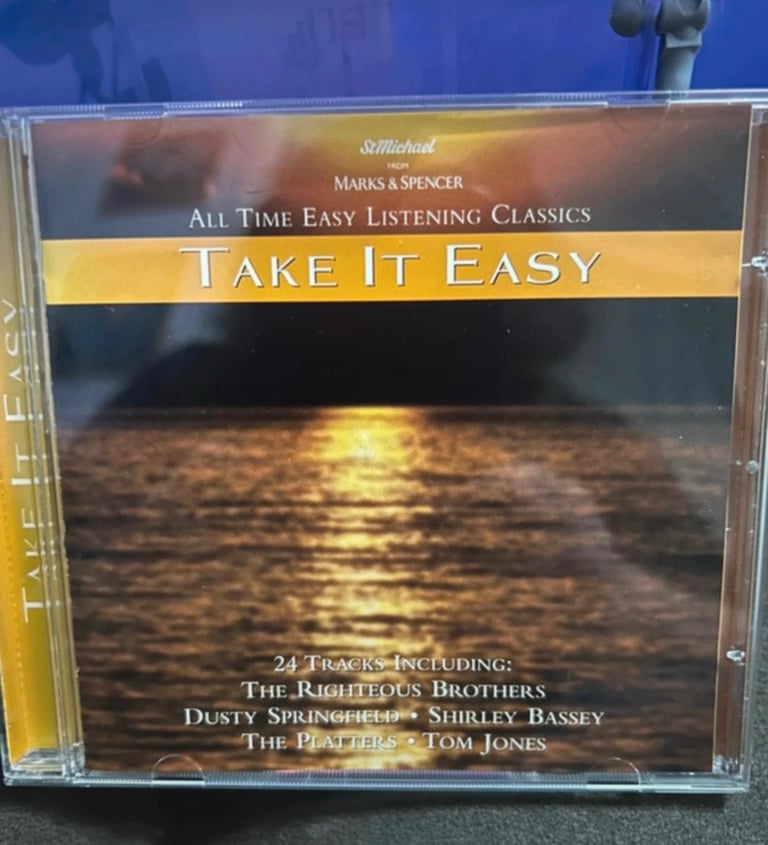 St Michael
FROM
MARKS & SPENCER
ALL TIME EASY LISTENING CLASSICS
TAKE IT EASY
24 TRACKS INCLUDING:
THE RIGHTEOUS BROTHERS
DUSTY SPRINGFIELD • SHIRLEY BASSEY
THE PLATTERS • TOM JONES
TAKE IT EASY